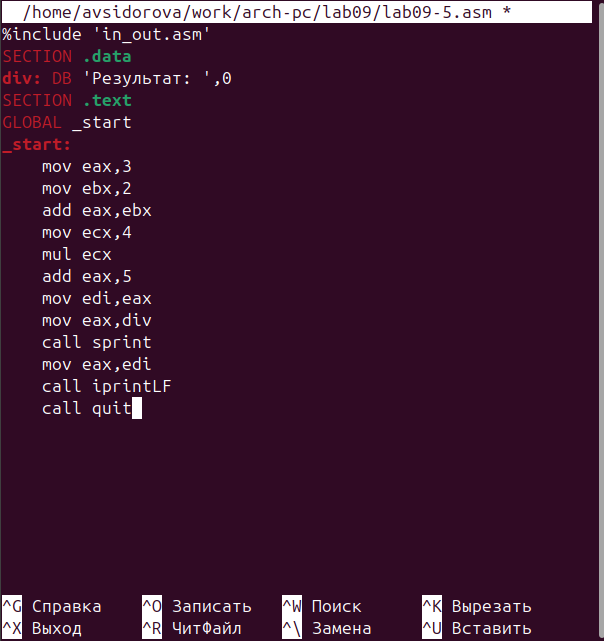 /home/avsidorova/work/arch-pc/lab09/lab09-5.asm *
%include 'in_out.asm'
SECTION .data
div: DB 'Результат: ',0
SECTION .text
GLOBAL _start
_start:
    mov eax,3
    mov ebx,2
    add eax,ebx
    mov ecx,4
    mul ecx
    add eax,5
    mov edi,eax
    mov eax,div
    call sprint
    mov eax,edi
    call iprintLF
    call quit
^G Справка ^O Записать ^W Поиск ^K Вырезать
^X Выход ^R ЧитФайл ^\ Замена ^U Вставить